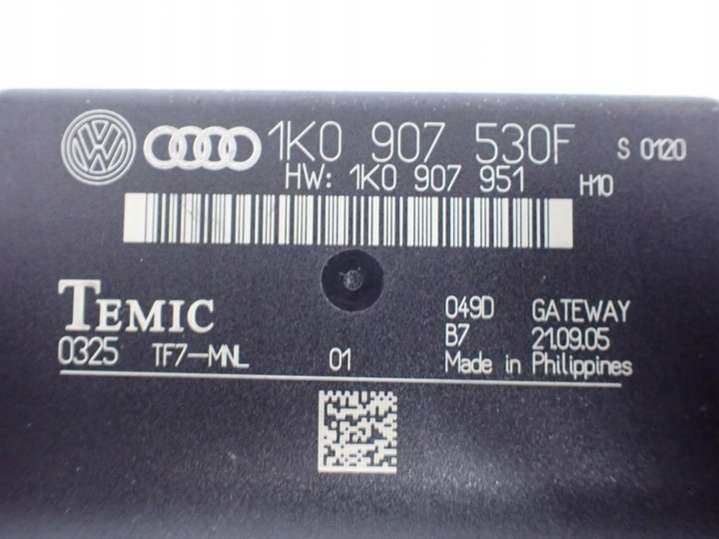 1K0 907 530F S 0120
HW: 1K0 907 951 H10
TEMIC 049D GATEWAY
B7 21.09.05
0325 TF7-MNL 01 Made in Philippines